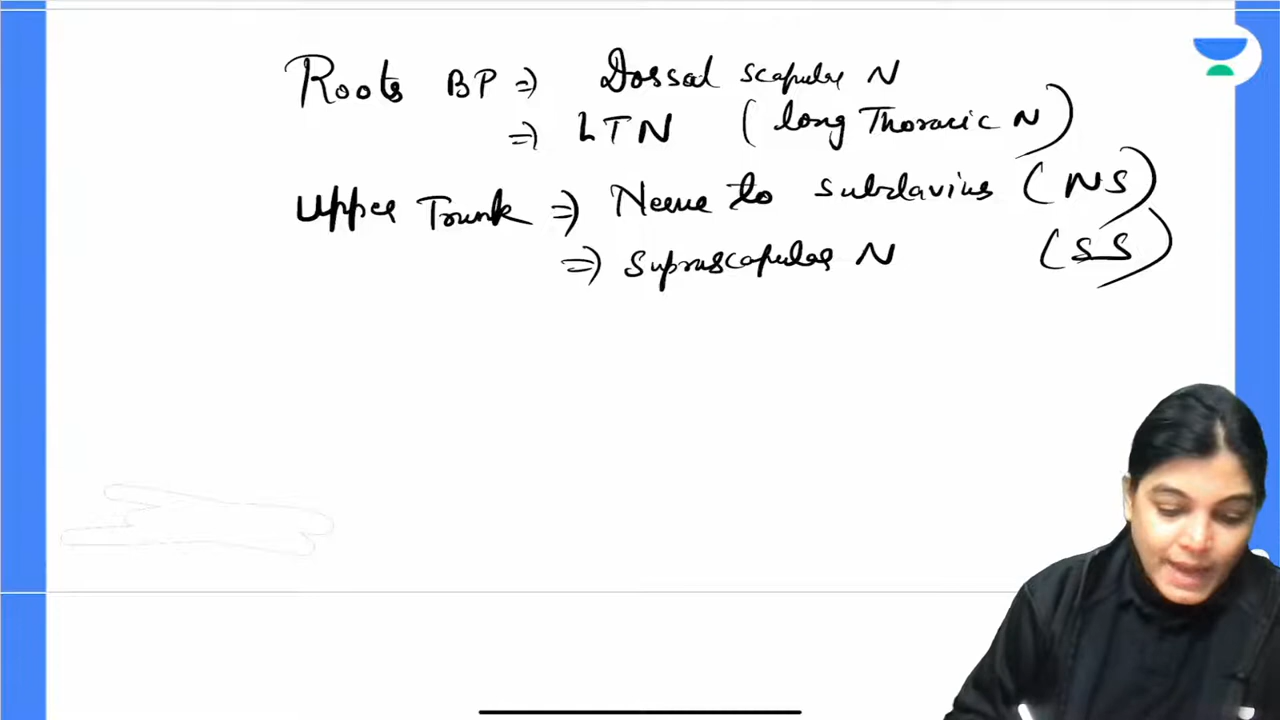 Roots BP ⇒ Dorsal scapular N
⇒ LTN (long Thoracic N)
Upper Trunk ⇒ Nerve to subclavius (NS)
⇒ Suprascapular N (SS)